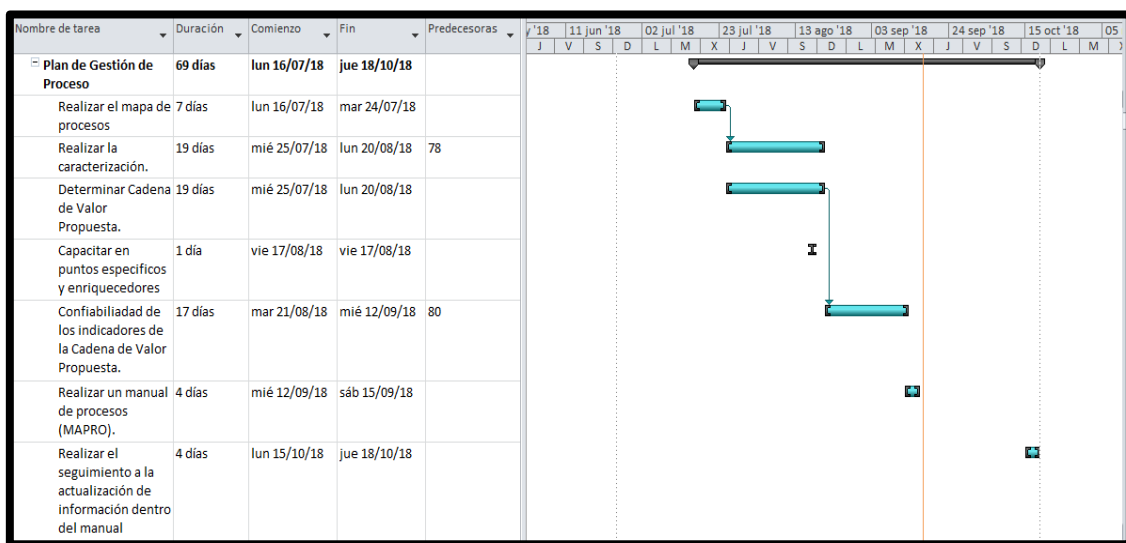 Nombre de tarea Duración Comienzo Fin Predecesoras
'18 11 jun '18 02 jul '18 23 jul '18 13 ago '18 03 sep '18 24 sep '18 15 oct '18 05
J V S D L M X J V S D L M X J V S D L M
Plan de Gestión de 69 días lun 16/07/18 jue 18/10/18
Proceso
Realizar el mapa de 7 días lun 16/07/18 mar 24/07/18
procesos
Realizar la 19 días mié 25/07/18 lun 20/08/18 78
caracterización.
Determinar Cadena 19 días mié 25/07/18 lun 20/08/18
de Valor
Propuesta.
Capacitar en 1 día vie 17/08/18 vie 17/08/18
puntos especificos
y enriquecedores
Confiabiliadad de 17 días mar 21/08/18 mié 12/09/18 80
los indicadores de
la Cadena de Valor
Propuesta.
Realizar un manual 4 días mié 12/09/18 sáb 15/09/18
de procesos
(MAPRO).
Realizar el 4 días lun 15/10/18 jue 18/10/18
seguimiento a la
actualización de
información dentro
del manual